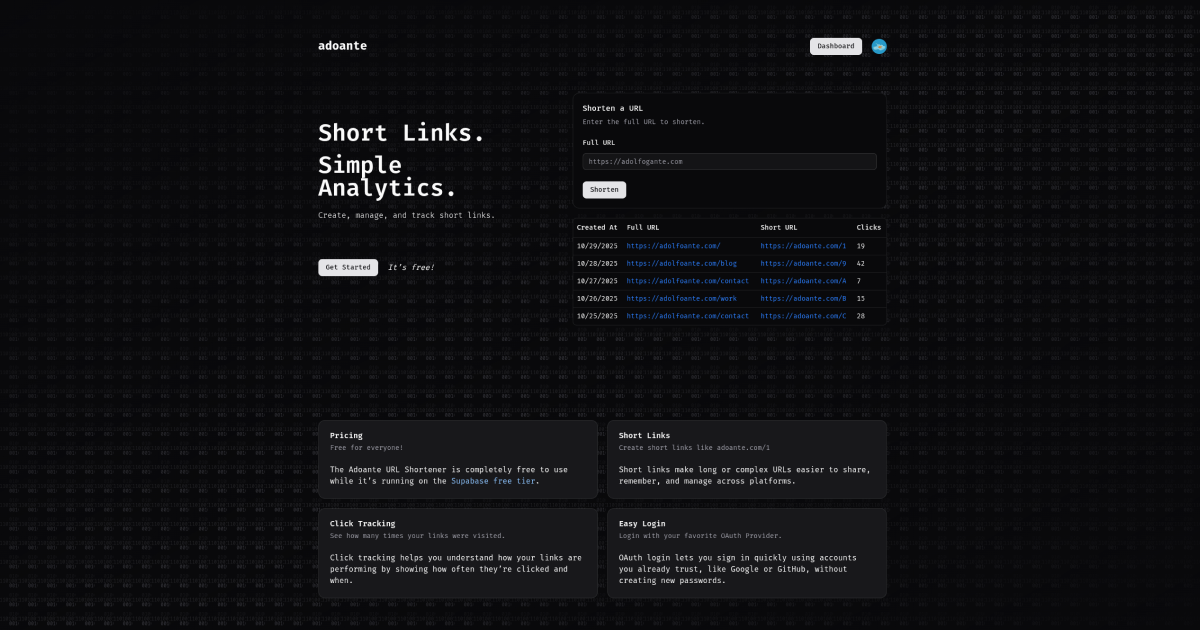 adoante
Dashboard
Short Links.
Simple
Analytics.
Create, manage, and track short links.
Get Started It's free!
Shorten a URL
Enter the full URL to shorten.
Full URL
https://adolfogante.com
Shorten
Created At Full URL Short URL Clicks
10/29/2025 https://adolfoante.com/ https://adoante.com/1 19
10/28/2025 https://adolfoante.com/blog https://adoante.com/9 42
10/27/2025 https://adolfoante.com/contact https://adoante.com/A 7
10/26/2025 https://adolfoante.com/work https://adoante.com/B 15
10/25/2025 https://adolfoante.com/contact https://adoante.com/C 28
Pricing
Free for everyone!
The Adoante URL Shortener is completely free to use
while it's running on the Supabase free tier.
Short Links
Create short links like adoante.com/1
Short links make long or complex URLs easier to share,
remember, and manage across platforms.
Click Tracking
See how many times your links were visited.
Click tracking helps you understand how your links are
performing by showing how often they're clicked and
when.
Easy Login
Login with your favorite OAuth Provider.
OAuth login lets you sign in quickly using accounts
you already trust, like Google or GitHub, without
creating new passwords.